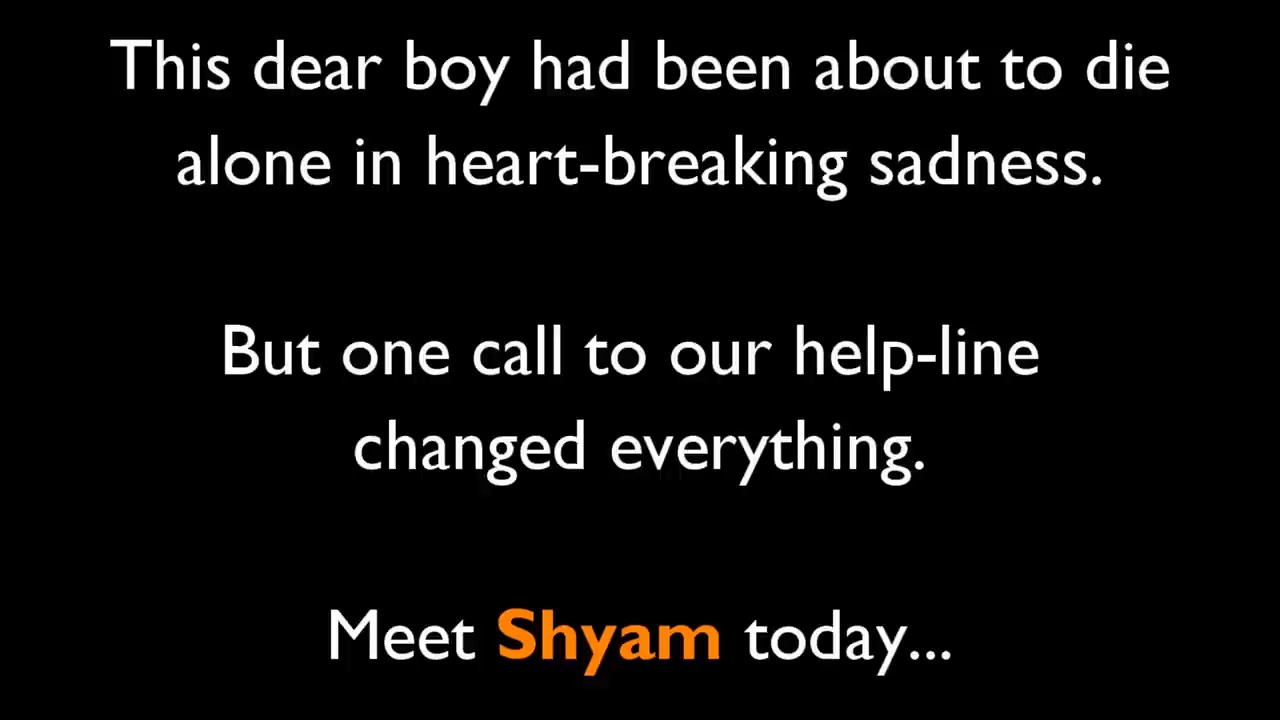 This dear boy had been about to die
alone in heart-breaking sadness.
But one call to our help-line
changed everything.
Meet Shyam today...